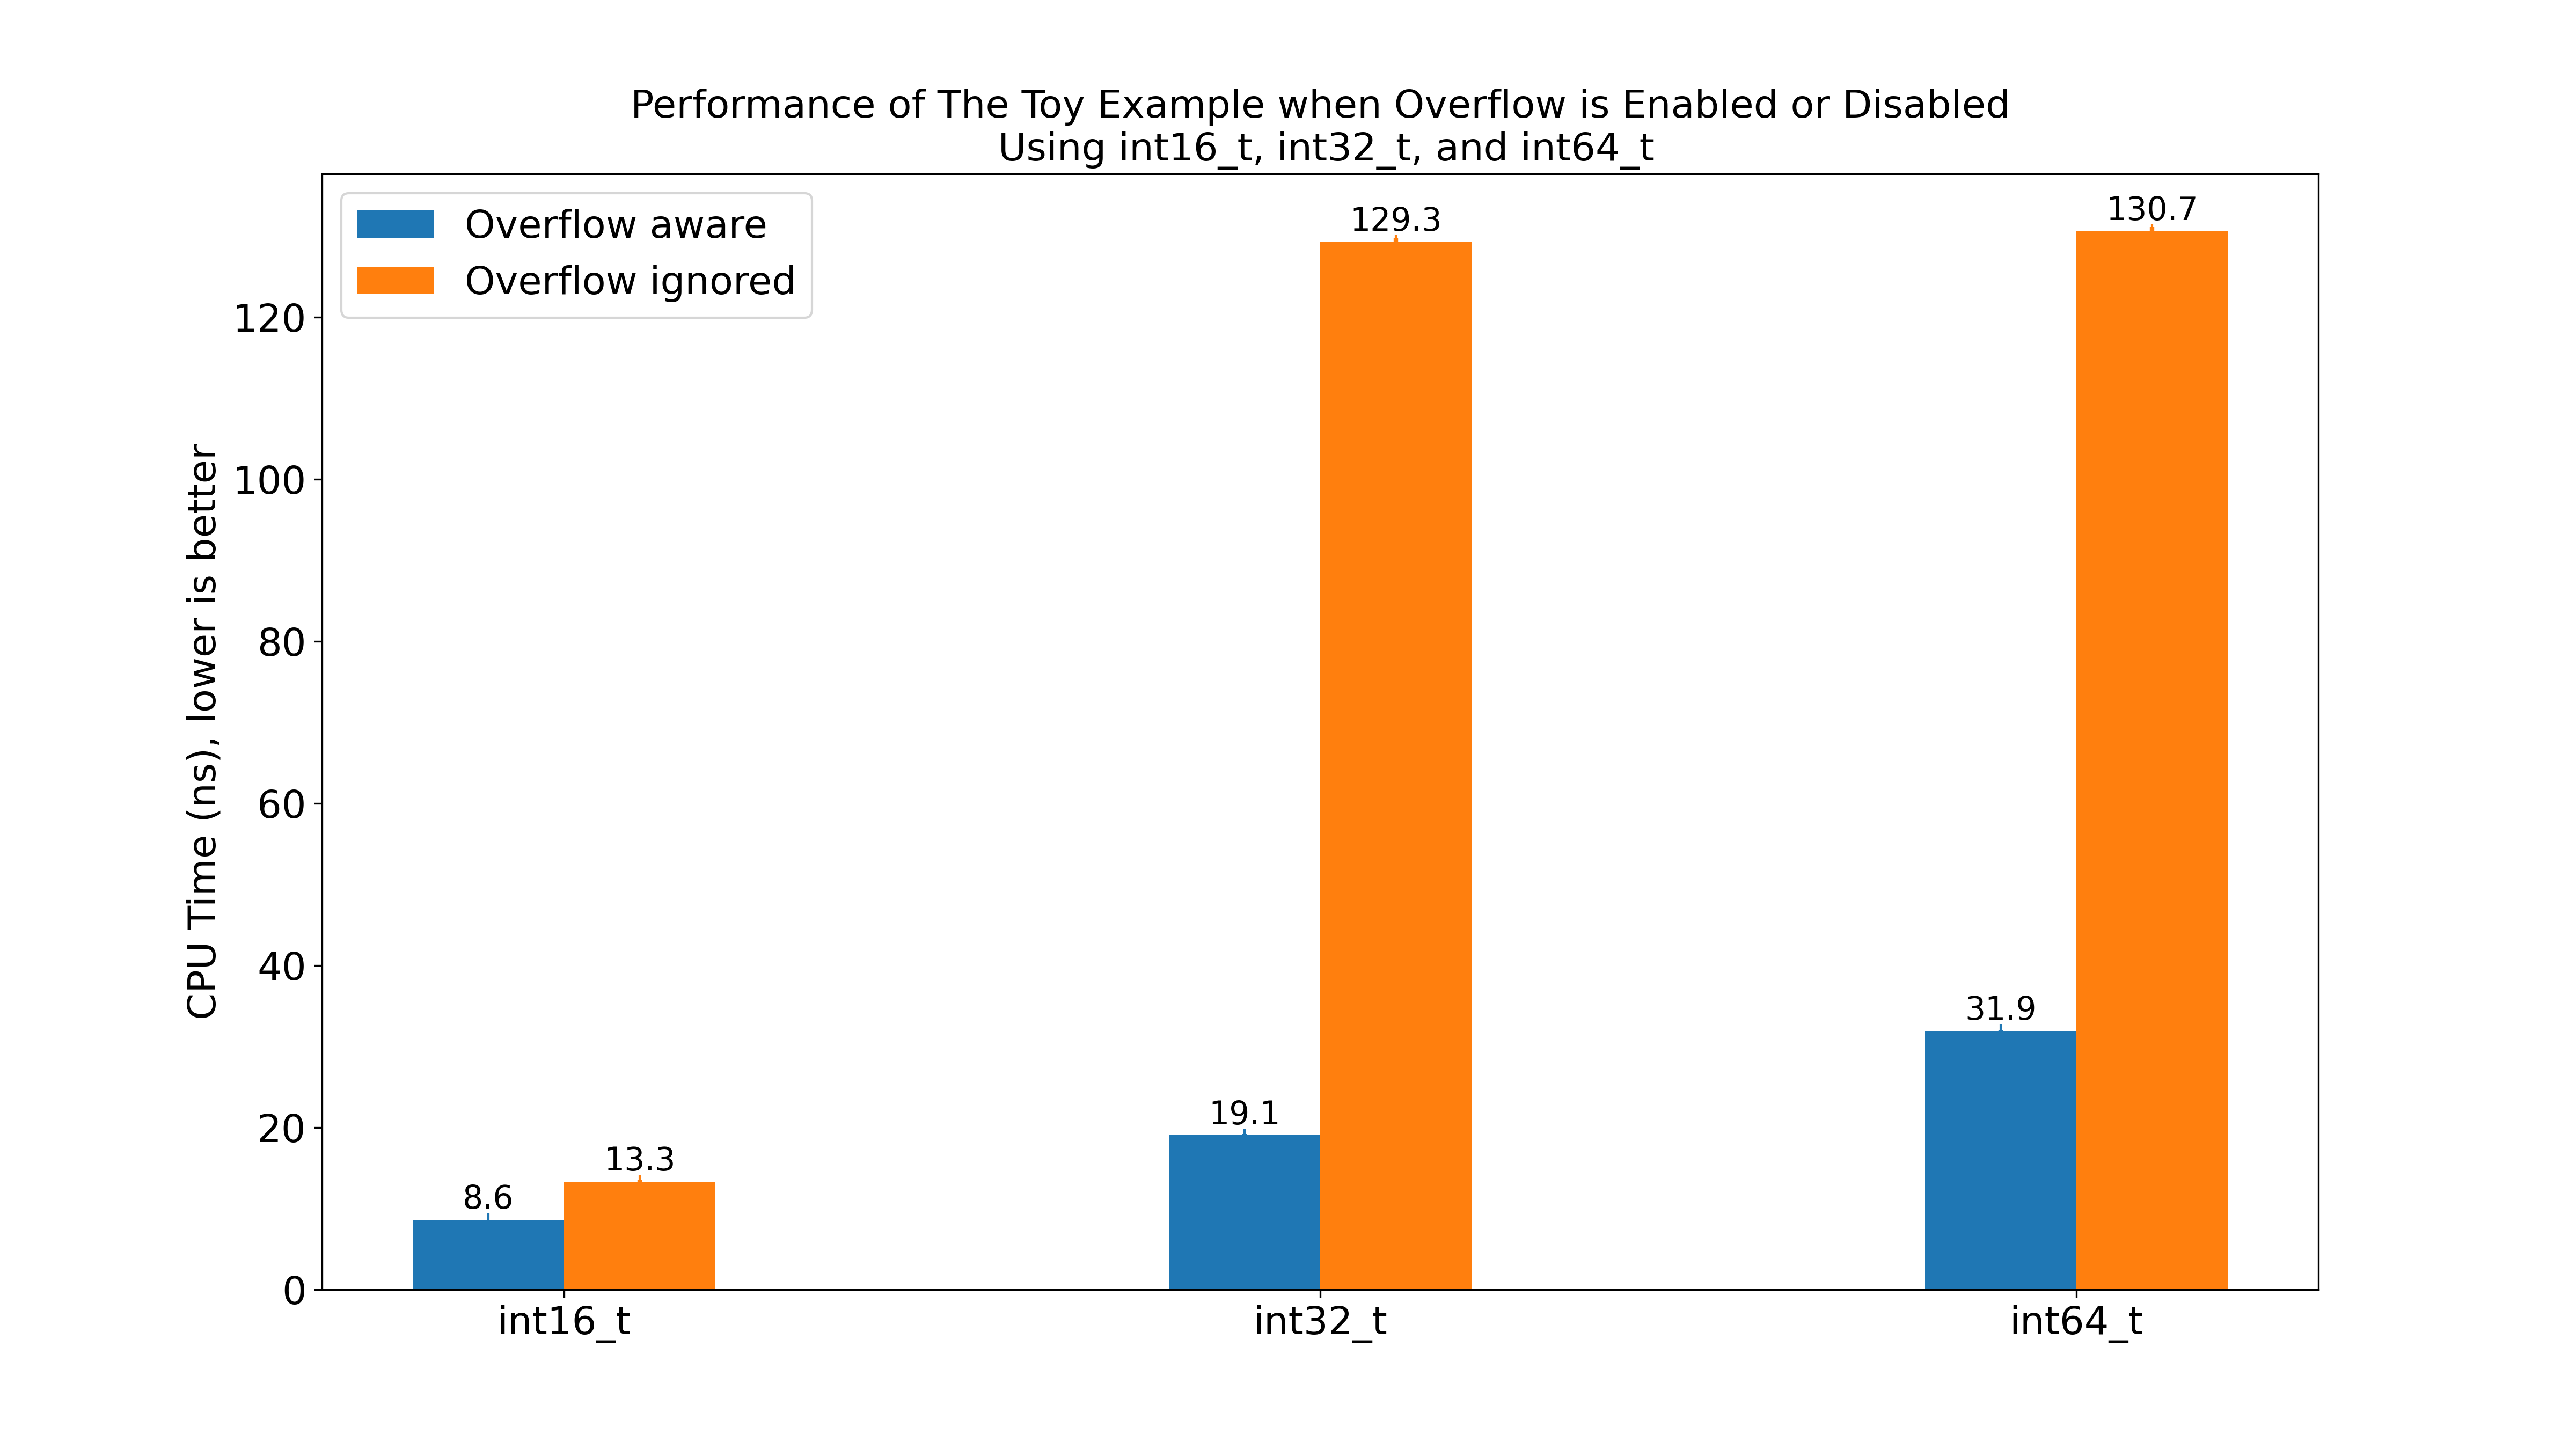 Performance of The Toy Example when Overflow is Enabled or Disabled
Using int16_t, int32_t, and int64_t
Overflow aware
Overflow ignored
CPU Time (ns), lower is better
120
100
80
60
40
20
0
8.6
13.3
19.1
129.3
31.9
130.7
int16_t
int32_t
int64_t